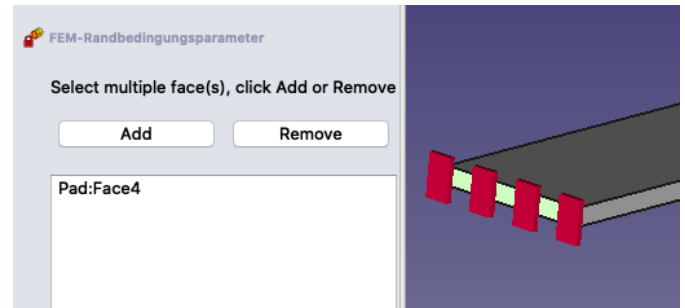 FEM-Randbedingungsparameter
Select multiple face(s), click Add or Remove
Add Remove
Pad:Face4